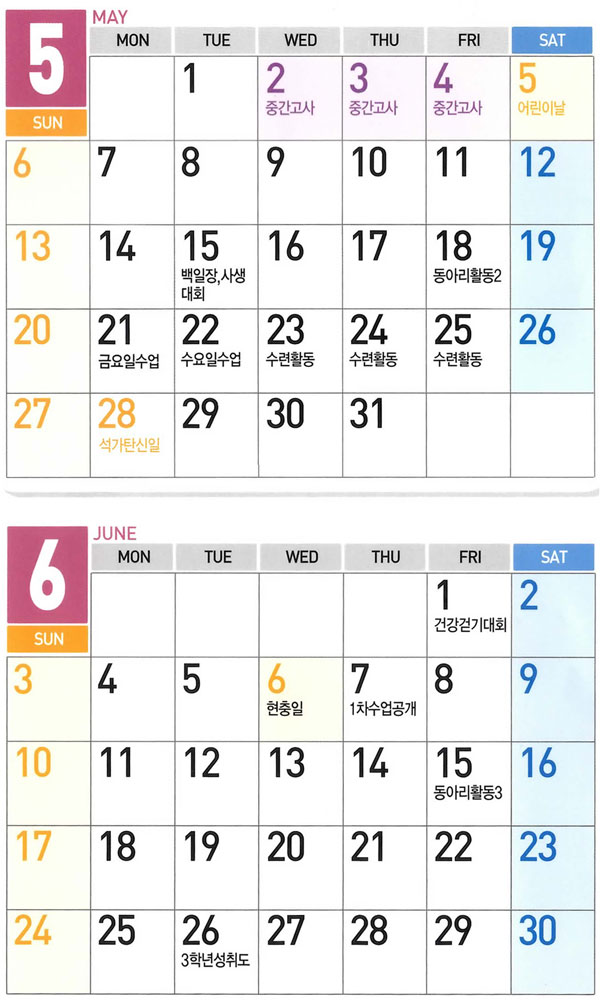 5
MAY
SUN MON TUE WED THU FRI SAT
1 2 3 4 5
중간고사 중간고사 중간고사 어린이날
6 7 8 9 10 11 12
13 14 15 16 17 18 19
백일장,사생 동아리활동2
대회
20 21 22 23 24 25 26
금요일수업 수요일수업 수련활동 수련활동 수련활동
27 28 29 30 31
석가탄신일
6
JUNE
SUN MON TUE WED THU FRI SAT
1 2
건강걷기대회
3 4 5 6 7 8 9
현충일 1차수업공개
10 11 12 13 14 15 16
동아리활동3
17 18 19 20 21 22 23
24 25 26 27 28 29 30
3학년성취도